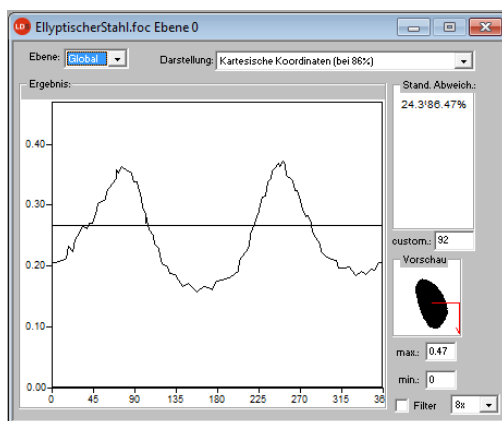 LD EllyptischerStahl.foc Ebene 0
Ebene: Global Darstellung: Kartesische Koordinaten (bei 86%)
Ergebnis: Stand. Abweich.:
24.3!86.47%
0.40
0.30
0.20
0.10
0.00
0 45 90 135 180 225 270 315 36
custom.: 92
Vorschau
max.: 0.47
min.: 0
Filter 8x